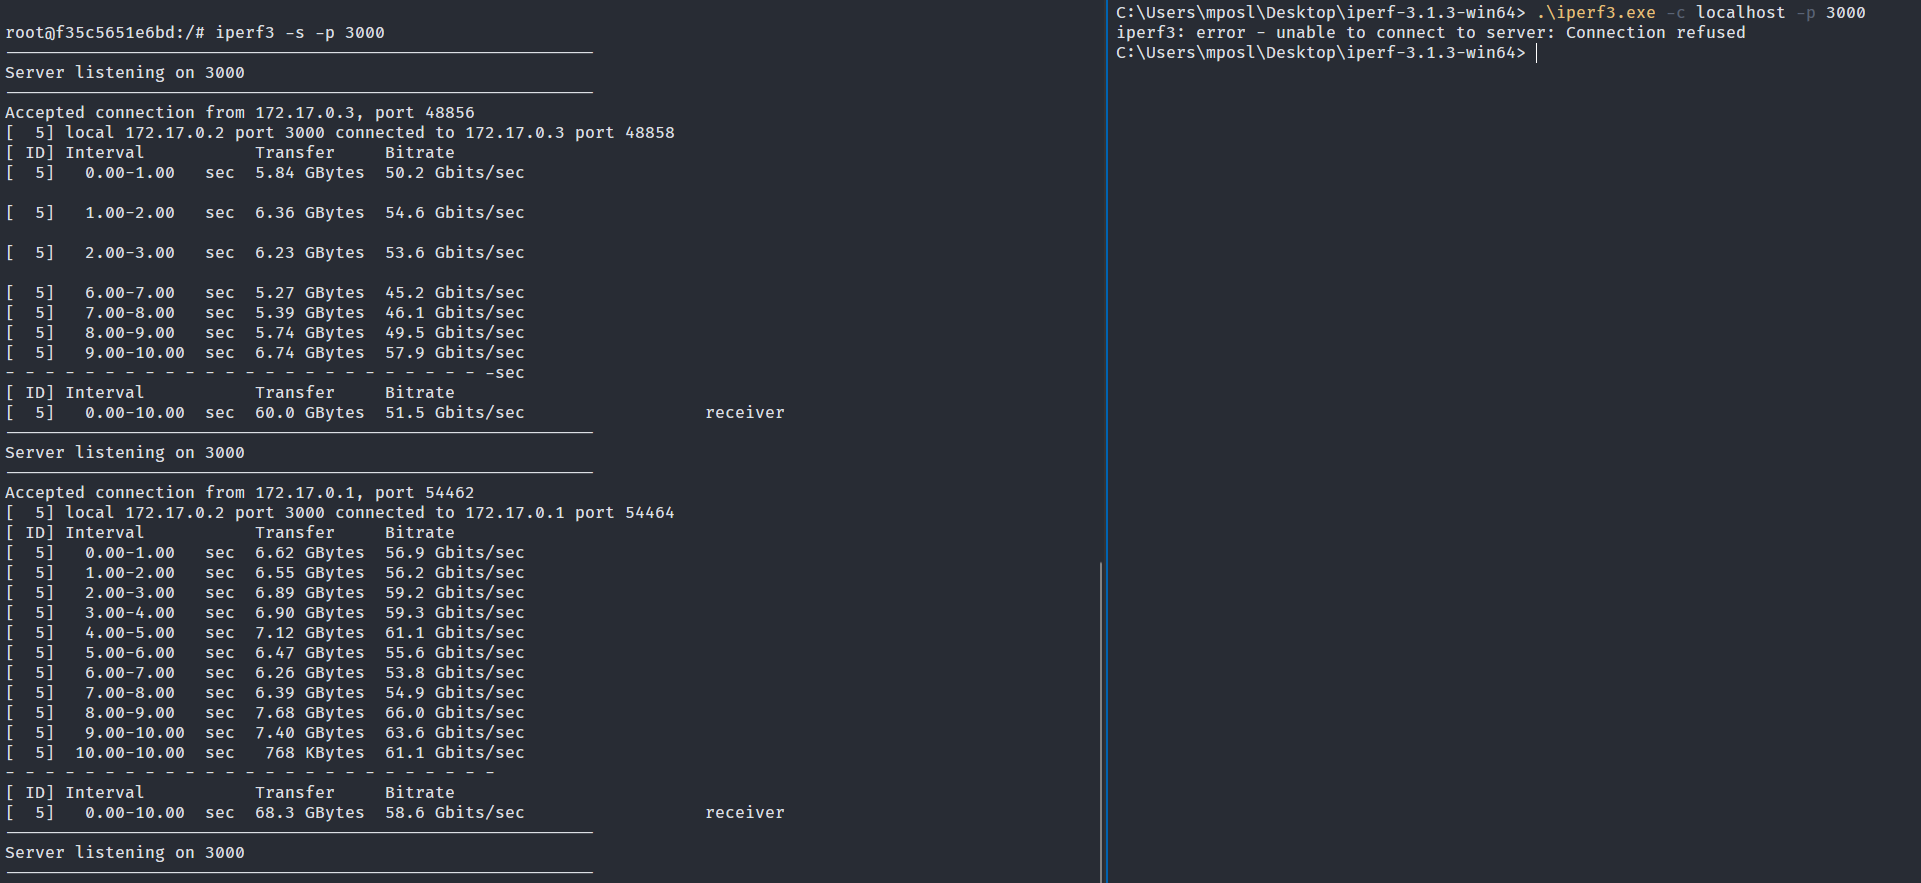 root@f35c5651e6bd:/# iperf3 -s -p 3000
-----------------------------------------------------------
Server listening on 3000
-----------------------------------------------------------
Accepted connection from 172.17.0.3, port 48856
[  5] local 172.17.0.2 port 3000 connected to 172.17.0.3 port 48858
[ ID] Interval           Transfer     Bitrate
[  5]   0.00-1.00   sec  5.84 GBytes  50.2 Gbits/sec
[  5]   1.00-2.00   sec  6.36 GBytes  54.6 Gbits/sec
[  5]   2.00-3.00   sec  6.23 GBytes  53.6 Gbits/sec
[  5]   6.00-7.00   sec  5.27 GBytes  45.2 Gbits/sec
[  5]   7.00-8.00   sec  5.39 GBytes  46.1 Gbits/sec
[  5]   8.00-9.00   sec  5.74 GBytes  49.5 Gbits/sec
[  5]   9.00-10.00  sec  6.74 GBytes  57.9 Gbits/sec
- - - - - - - - - - - - - - - - - - - - - - - - -sec
[ ID] Interval           Transfer     Bitrate
[  5]   0.00-10.00  sec  60.0 GBytes  51.5 Gbits/sec                  receiver
-----------------------------------------------------------
Server listening on 3000
-----------------------------------------------------------
Accepted connection from 172.17.0.1, port 54462
[  5] local 172.17.0.2 port 3000 connected to 172.17.0.1 port 54464
[ ID] Interval           Transfer     Bitrate
[  5]   0.00-1.00   sec  6.62 GBytes  56.9 Gbits/sec
[  5]   1.00-2.00   sec  6.55 GBytes  56.2 Gbits/sec
[  5]   2.00-3.00   sec  6.89 GBytes  59.2 Gbits/sec
[  5]   3.00-4.00   sec  6.90 GBytes  59.3 Gbits/sec
[  5]   4.00-5.00   sec  7.12 GBytes  61.1 Gbits/sec
[  5]   5.00-6.00   sec  6.47 GBytes  55.6 Gbits/sec
[  5]   6.00-7.00   sec  6.26 GBytes  53.8 Gbits/sec
[  5]   7.00-8.00   sec  6.39 GBytes  54.9 Gbits/sec
[  5]   8.00-9.00   sec  7.68 GBytes  66.0 Gbits/sec
[  5]   9.00-10.00  sec  7.40 GBytes  63.6 Gbits/sec
[  5]  10.00-10.00  sec   768 KBytes  61.1 Gbits/sec
- - - - - - - - - - - - - - - - - - - - - - - - -
[ ID] Interval           Transfer     Bitrate
[  5]   0.00-10.00  sec  68.3 GBytes  58.6 Gbits/sec                  receiver
-----------------------------------------------------------
Server listening on 3000
-----------------------------------------------------------
C:\Users\mposl\Desktop\iperf-3.1.3-win64> .\iperf3.exe -c localhost -p 3000
iperf3: error - unable to connect to server: Connection refused
C:\Users\mposl\Desktop\iperf-3.1.3-win64>